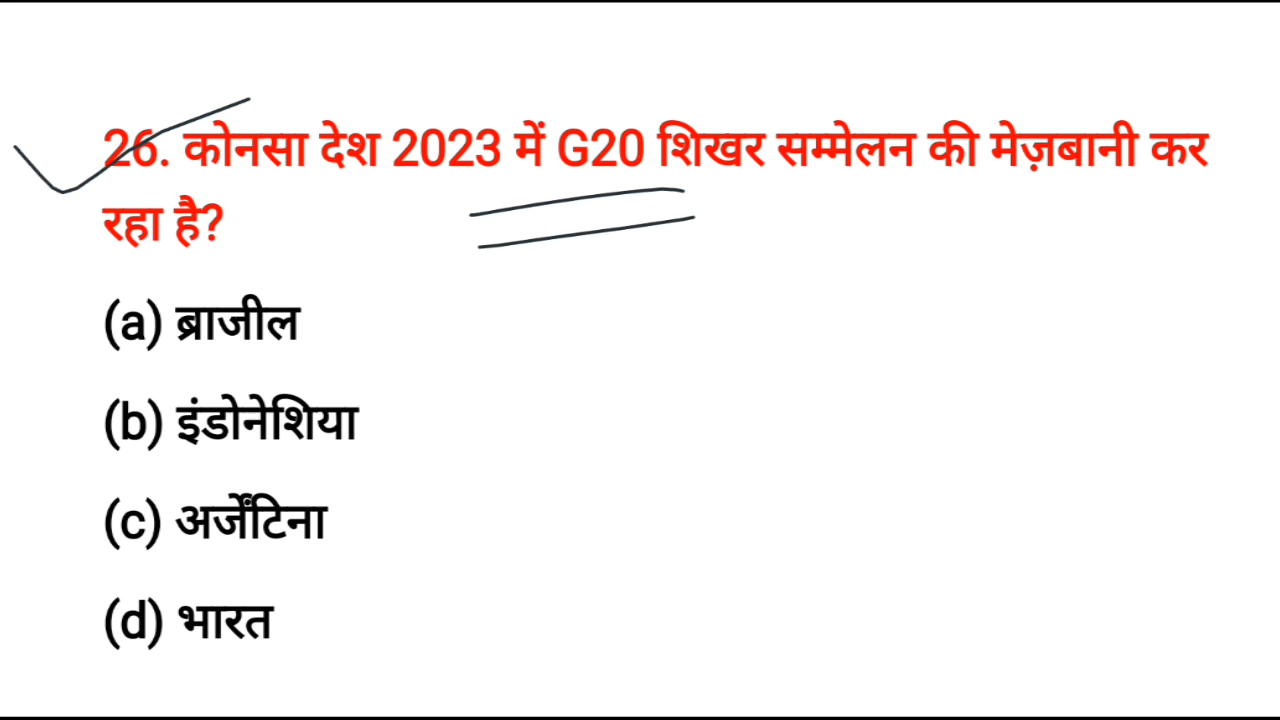 26. कोनसा देश 2023 में G20 शिखर सम्मेलन की मेज़बानी कर
रहा है?
(a) ब्राजील
(b) इंडोनेशिया
(c) अर्जेंटिना
(d) भारत